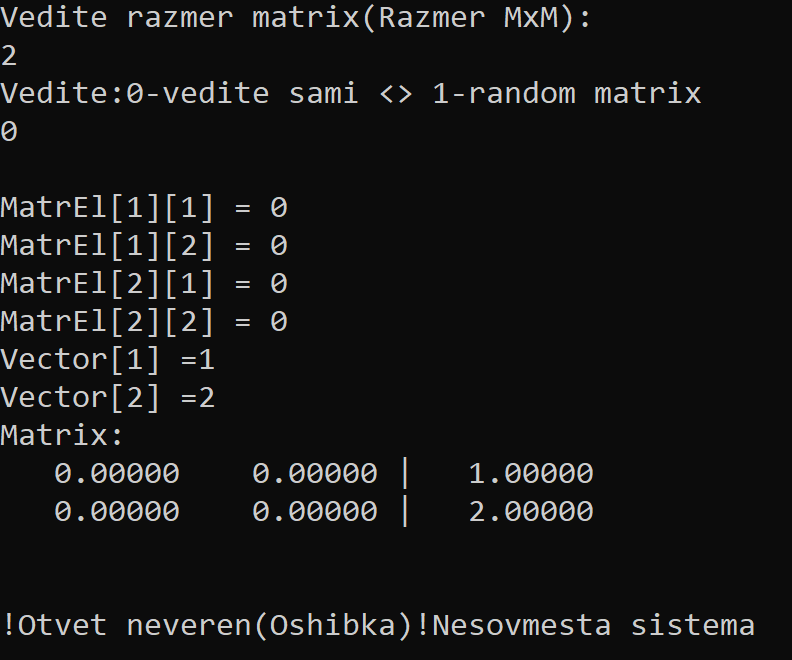 Vedite razmer matrix(Razmer MxM):
2
Vedite:0-vedite sami <> 1-random matrix
0
MatrEl[1][1] = 0
MatrEl[1][2] = 0
MatrEl[2][1] = 0
MatrEl[2][2] = 0
Vector[1] =1
Vector[2] =2
Matrix:
   0.00000    0.00000 |   1.00000
   0.00000    0.00000 |   2.00000
!Otvet neveren(Oshibka)!Nesovmesta sistema